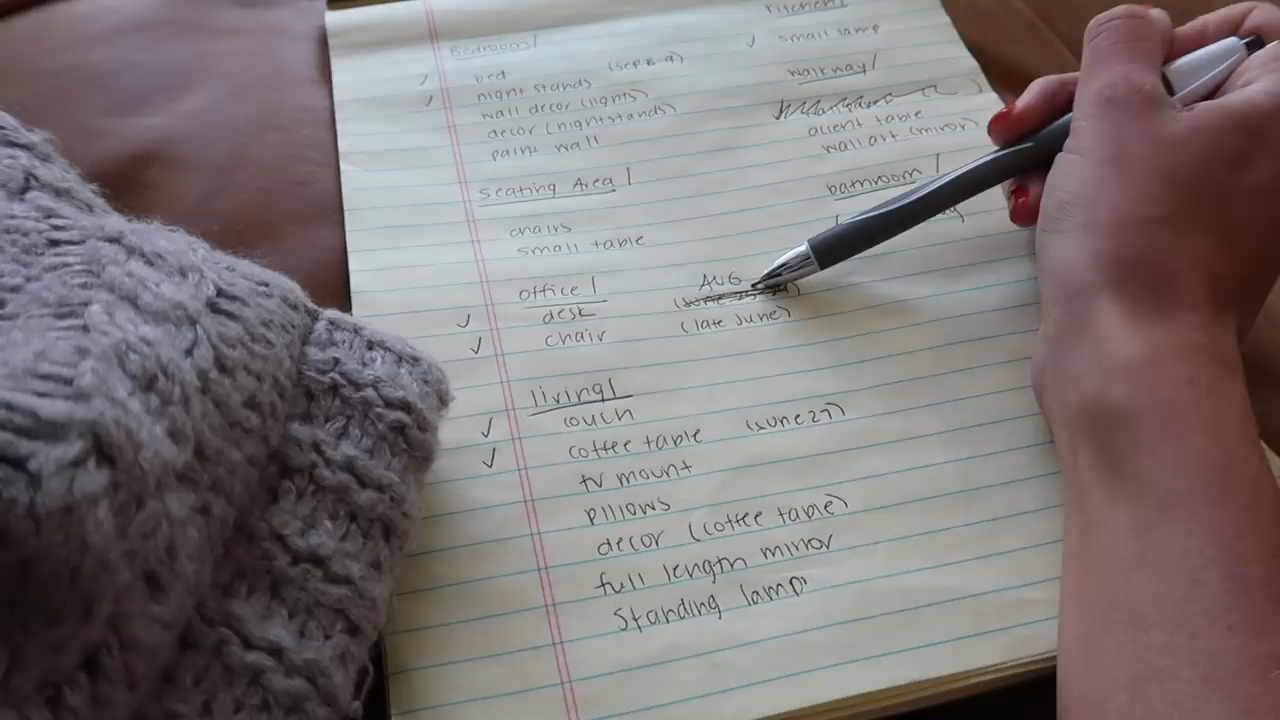 Bedroom!
✓ bed (sept 9)
✓ night stands
wall decor (lights)
decor (nightstands)
paint wall
seating Area!
chairs
small table
office! AUG
✓ desk
✓ chair (late June)
living!
✓ couch
✓ coffee table (June 27)
tv mount
pillows
decor (coffee table)
full length mirror
standing lamp
kitchen!
✓ small lamp
walkway!
accent table
wall art (mirror)
bathroom!